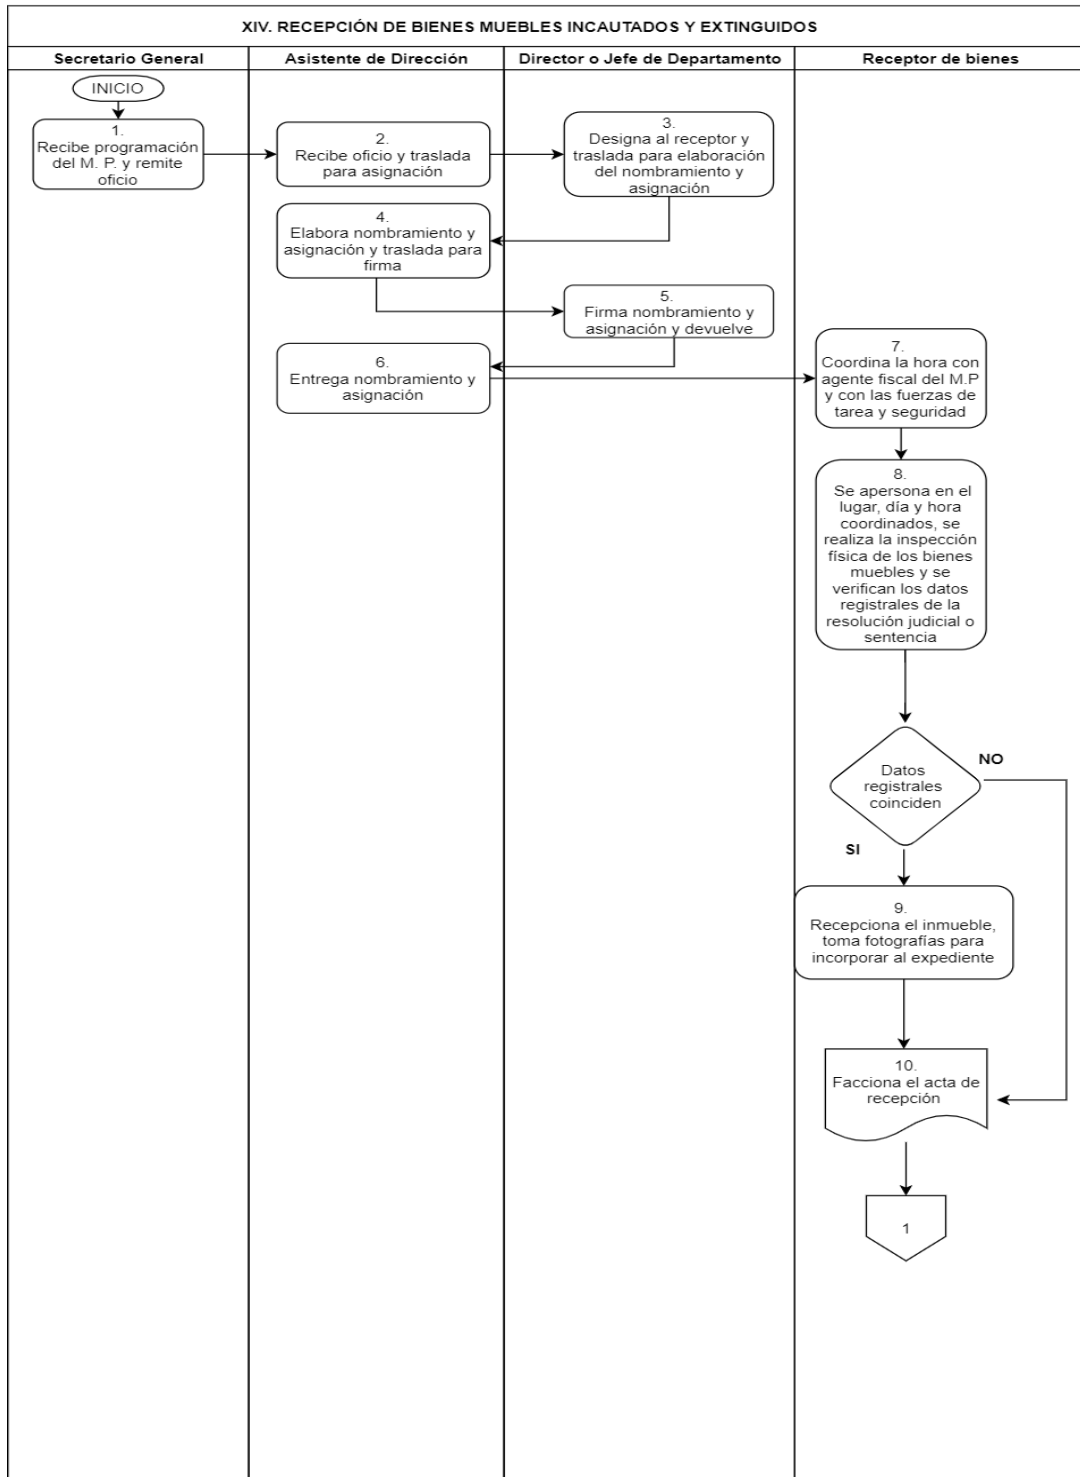 XIV. RECEPCIÓN DE BIENES MUEBLES INCAUTADOS Y EXTINGUIDOS
Secretario General
Asistente de Dirección
Director o Jefe de Departamento
Receptor de bienes
INICIO
1.
Recibe programación
del M. P. y remite
oficio
2.
Recibe oficio y traslada
para asignación
3.
Designa al receptor y
traslada para elaboración
del nombramiento y
asignación
4.
Elabora nombramiento y
asignación y traslada para
firma
5.
Firma nombramiento y
asignación y devuelve
6.
Entrega nombramiento y
asignación
7.
Coordina la hora con
agente fiscal del M.P
y con las fuerzas de
tarea y seguridad
8.
Se apersona en el
lugar, día y hora
coordinados, se
realiza la inspección
física de los bienes
muebles y se
verifican los datos
registrales de la
resolución judicial o
sentencia
Datos
registrales
coinciden
NO
SI
9.
Recepciona el inmueble,
toma fotografías para
incorporar al expediente
10.
Facciona el acta de
recepción
1